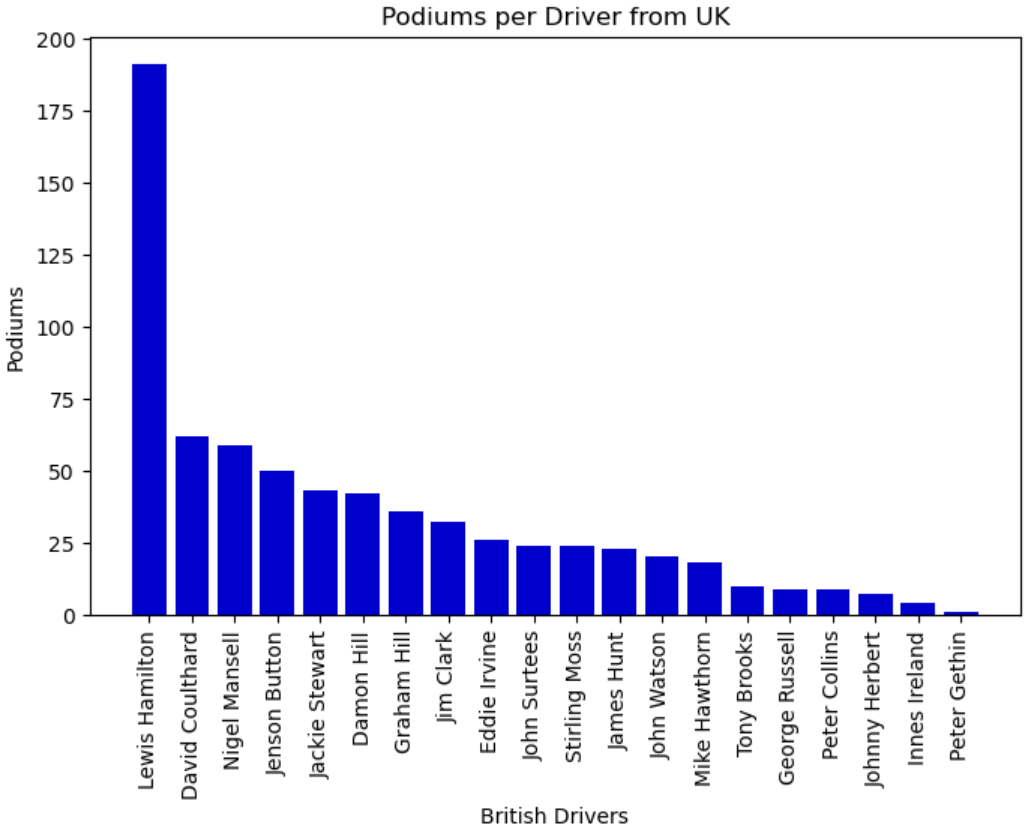 Podiums per Driver from UK
200
175
150
125
100
75
50
25
0
Podiums
Lewis Hamilton
David Coulthard
Nigel Mansell
Jenson Button
Jackie Stewart
Damon Hill
Graham Hill
Jim Clark
Eddie Irvine
John Surtees
Stirling Moss
James Hunt
John Watson
Mike Hawthorn
Tony Brooks
George Russell
Peter Collins
Johnny Herbert
Innes Ireland
Peter Gethin
British Drivers